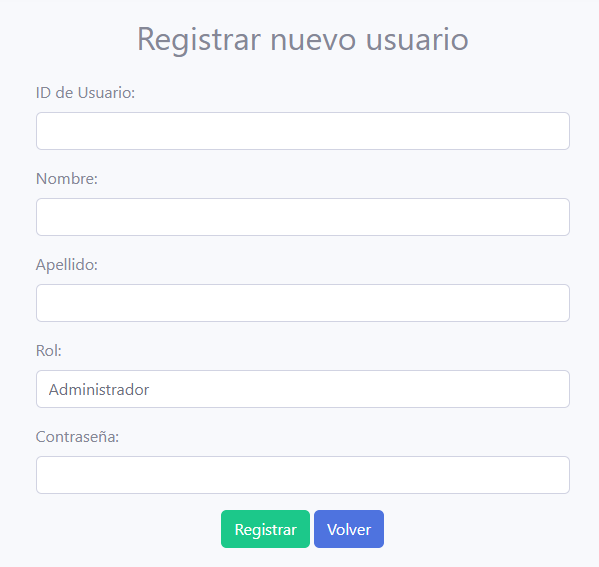 Registrar nuevo usuario
ID de Usuario:
Nombre:
Apellido:
Rol:
Administrador
Contraseña:
Registrar Volver